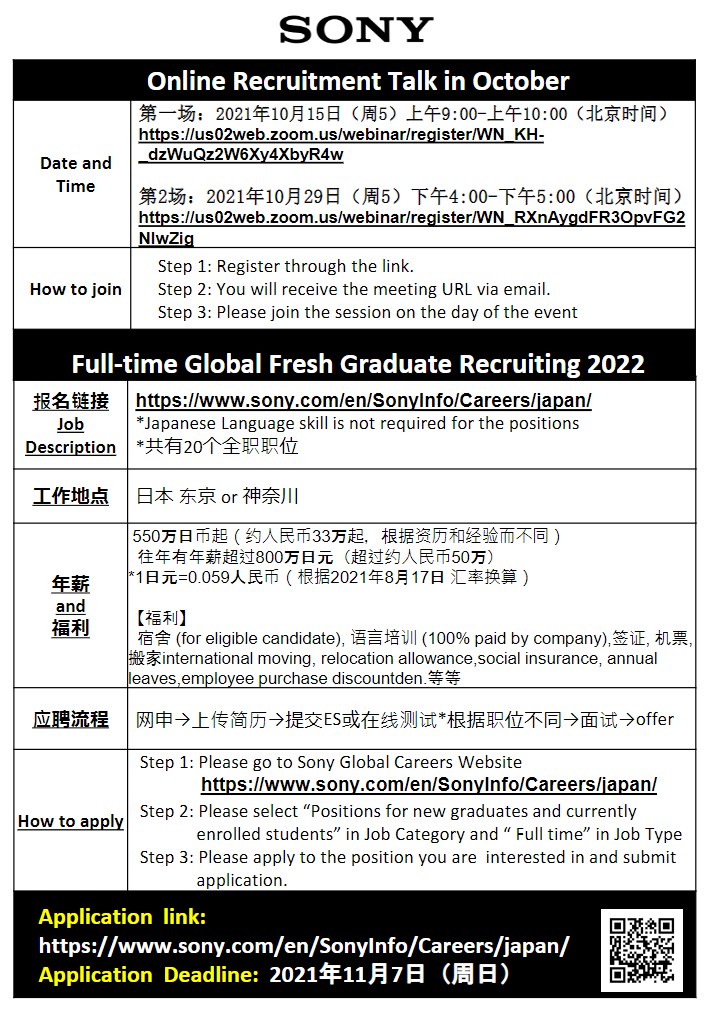 SONY
Online Recruitment Talk in October
Date and
Time
第一场：2021年10月15日（周5）上午9:00-上午10:00（北京时间）
https://us02web.zoom.us/webinar/register/WN_KH-
_dzWuQz2W6Xy4XbyR4w
第2场：2021年10月29日（周5）下午4:00-下午5:00（北京时间）
https://us02web.zoom.us/webinar/register/WN_RXnAygdFR3OpvFG2
NlwZig
How to join
Step 1: Register through the link.
Step 2: You will receive the meeting URL via email.
Step 3: Please join the session on the day of the event
Full-time Global Fresh Graduate Recruiting 2022
报名链接
Job
Description
https://www.sony.com/en/SonyInfo/Careers/japan/
*Japanese Language skill is not required for the positions
*共有20个全职职位
工作地点
日本 东京 or 神奈川
年薪
and
福利
550万日币起（约人民币33万起，根据资历和经验而不同）
往年有年薪超过800万日元（超过约人民币50万）
*1日元=0.059人民币（根据2021年8月17日 汇率换算）
【福利】
宿舍 (for eligible candidate), 语言培训 (100% paid by company),签证, 机票,
搬家international moving, relocation allowance,social insurance, annual
leaves,employee purchase discountden.等等
应聘流程
网申→上传简历→提交ES或在线测试*根据职位不同→面试→offer
How to apply
Step 1: Please go to Sony Global Careers Website
https://www.sony.com/en/SonyInfo/Careers/japan/
Step 2: Please select “Positions for new graduates and currently
enrolled students” in Job Category and “ Full time” in Job Type
Step 3: Please apply to the position you are interested in and submit
application.
Application link:
https://www.sony.com/en/SonyInfo/Careers/japan/
Application Deadline: 2021年11月7日（周日）